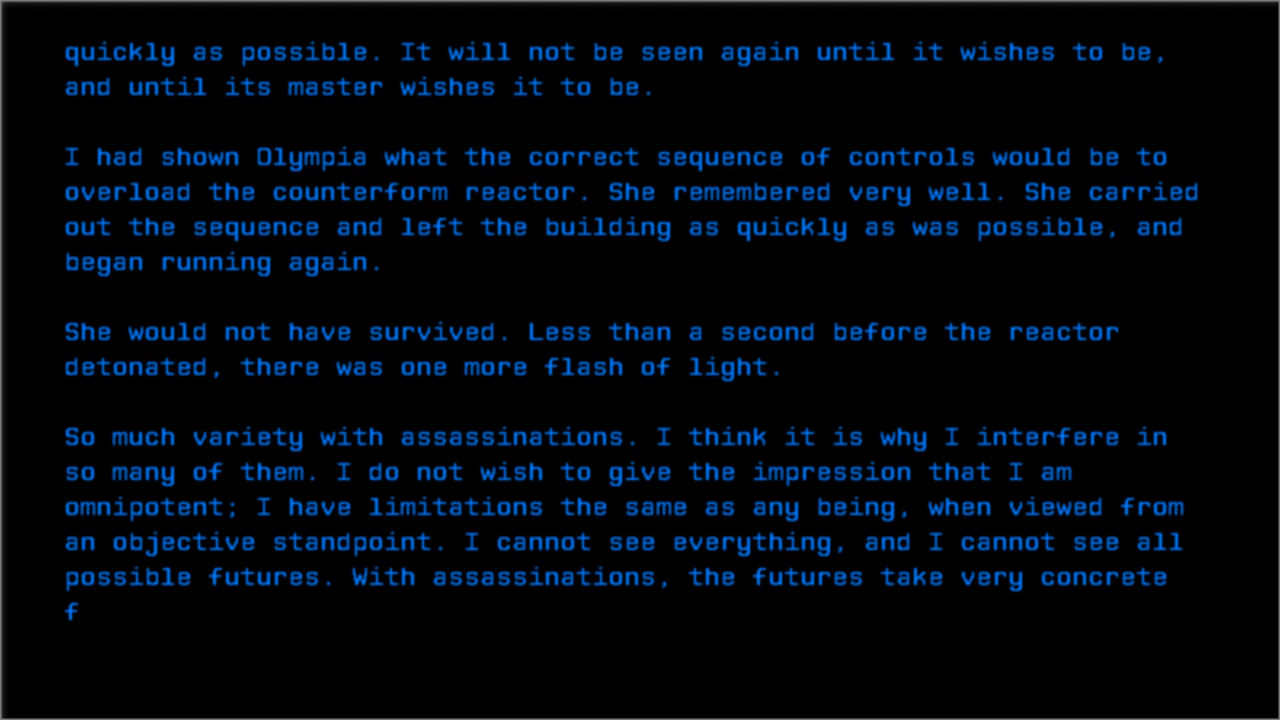 quickly as possible. It will not be seen again until it wishes to be,
and until its master wishes it to be.
I had shown Olympia what the correct sequence of controls would be to
overload the counterform reactor. She remembered very well. She carried
out the sequence and left the building as quickly as was possible, and
began running again.
She would not have survived. Less than a second before the reactor
detonated, there was one more flash of light.
So much variety with assassinations. I think it is why I interfere in
so many of them. I do not wish to give the impression that I am
omnipotent; I have limitations the same as any being, when viewed from
an objective standpoint. I cannot see everything, and I cannot see all
possible futures. With assassinations, the futures take very concrete
f